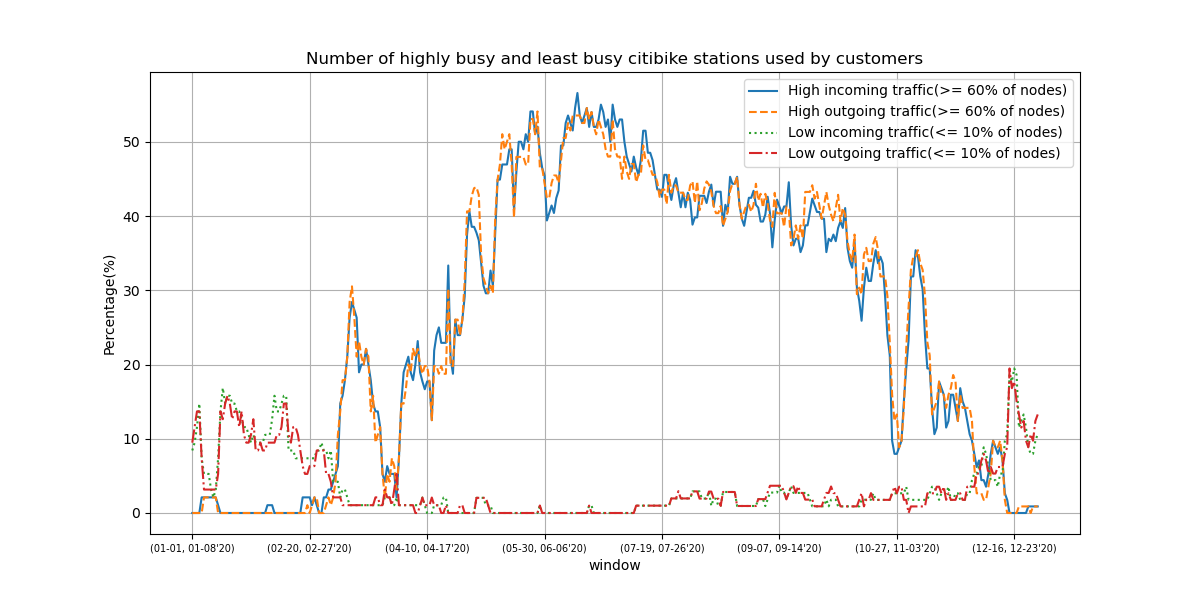 Number of highly busy and least busy citibike stations used by customers
High incoming traffic(>= 60% of nodes)
High outgoing traffic(>= 60% of nodes)
Low incoming traffic(<= 10% of nodes)
Low outgoing traffic(<= 10% of nodes)
Percentage(%)
50
40
30
20
10
0
(01-01, 01-08'20) (02-20, 02-27'20) (04-10, 04-17'20) (05-30, 06-06'20) (07-19, 07-26'20) (09-07, 09-14'20) (10-27, 11-03'20) (12-16, 12-23'20)
window